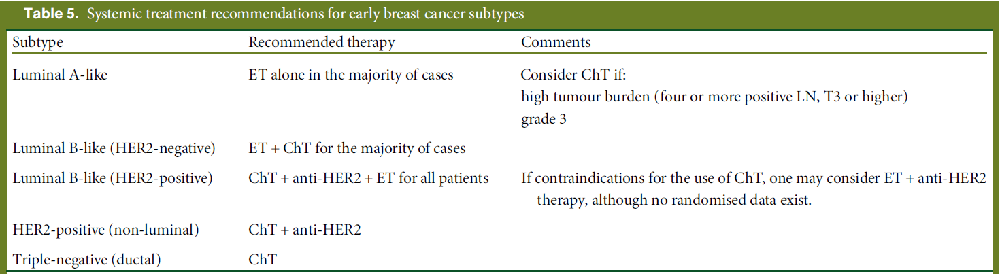 Table 5. Systemic treatment recommendations for early breast cancer subtypes
Subtype Recommended therapy Comments
Luminal A-like ET alone in the majority of cases Consider ChT if:
high tumour burden (four or more positive LN, T3 or higher)
grade 3
Luminal B-like (HER2-negative) ET + ChT for the majority of cases
Luminal B-like (HER2-positive) ChT + anti-HER2 + ET for all patients If contraindications for the use of ChT, one may consider ET + anti-HER2
therapy, although no randomised data exist.
HER2-positive (non-luminal) ChT + anti-HER2
Triple-negative (ductal) ChT